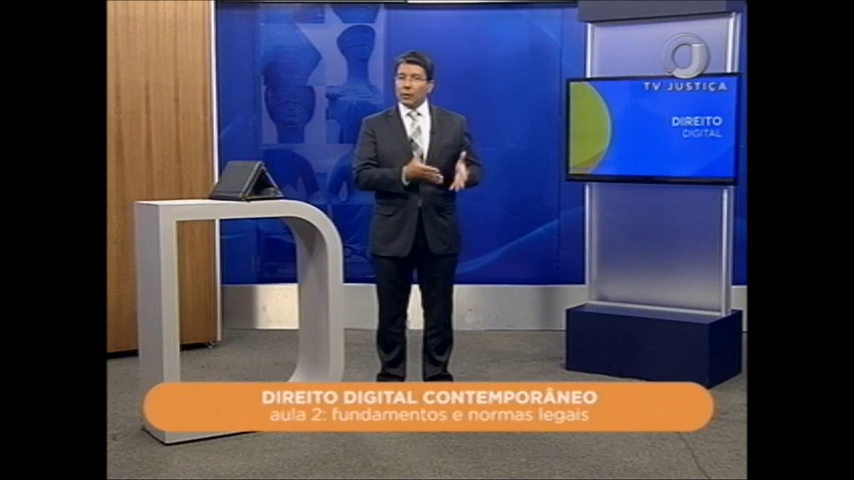 TV JUSTIÇA
DIREITO
DIGITAL
DIREITO DIGITAL CONTEMPORÂNEO
aula 2: fundamentos e normas legais